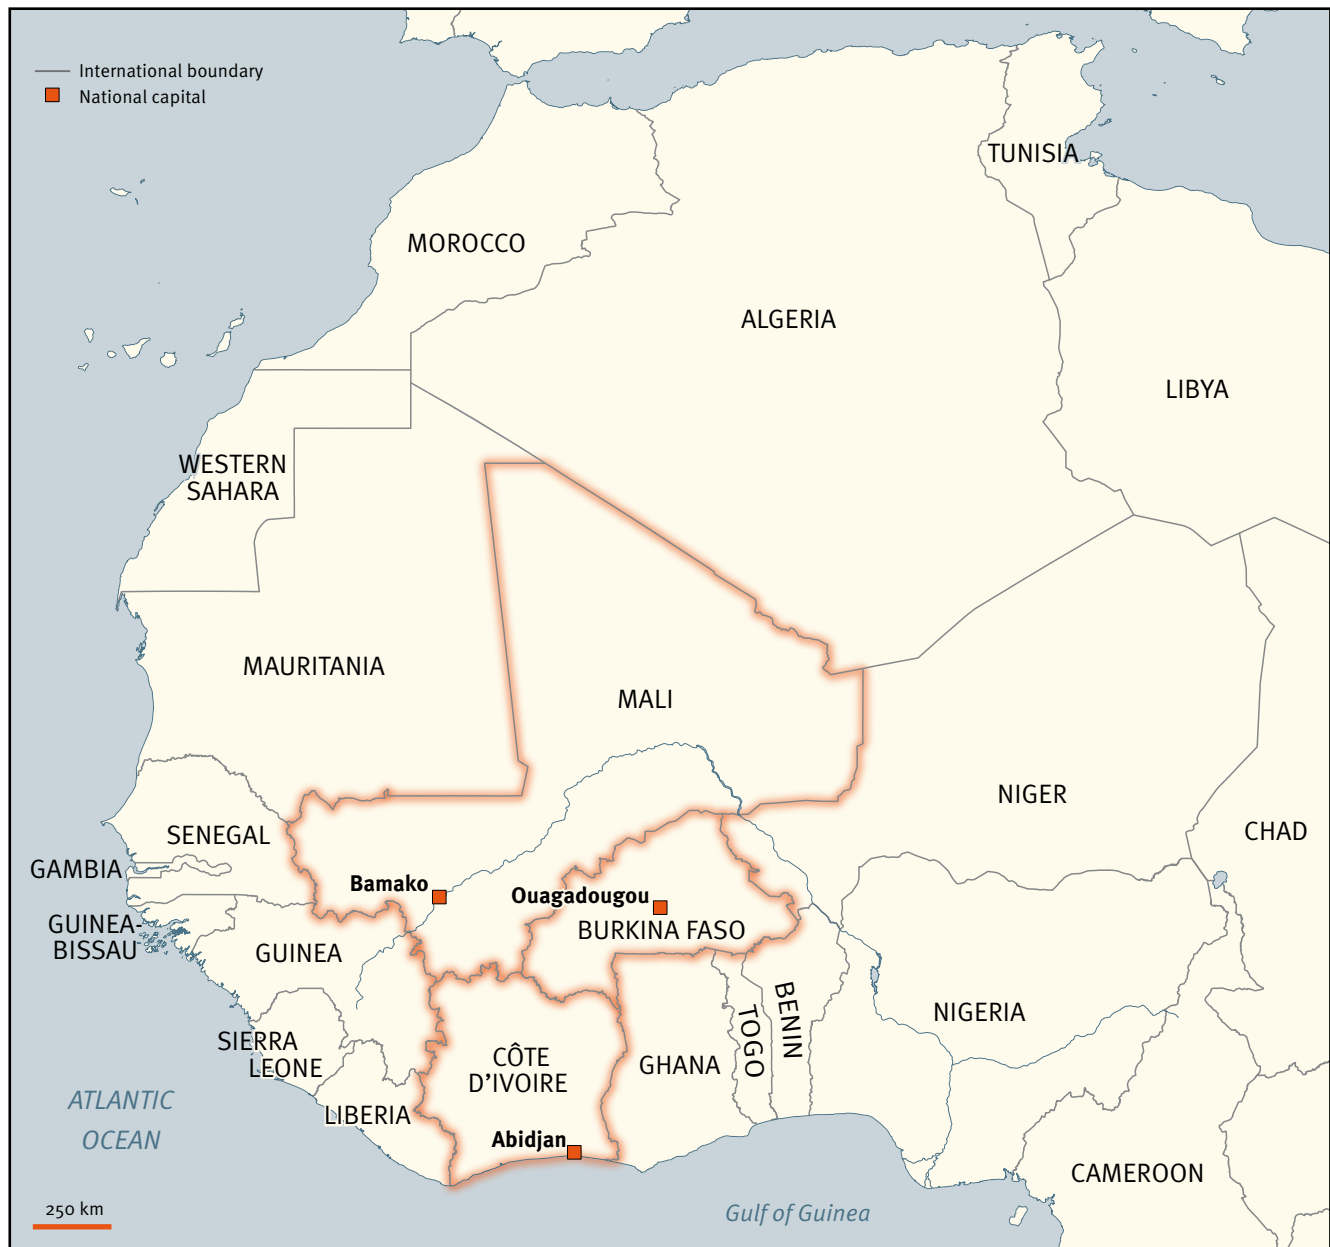 International boundary
National capital
TUNISIA
MOROCCO
ALGERIA
LIBYA
WESTERN
SAHARA
MAURITANIA
MALI
NIGER
CHAD
SENEGAL
GAMBIA
Bamako
Ouagadougou
GUINEA-
BISSAU
BURKINA FASO
GUINEA
BENIN
TOGO
NIGERIA
SIERRA
LEONE
CÔTE
D'IVOIRE
GHANA
LIBERIA
ATLANTIC
OCEAN
Abidjan
CAMEROON
250 km
Gulf of Guinea